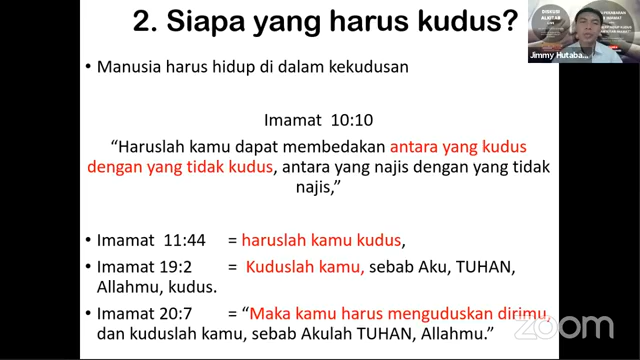 2. Siapa yang harus kudus?
• Manusia harus hidup di dalam kekudusan
Imamat 10:10
“Haruslah kamu dapat membedakan antara yang kudus
dengan yang tidak kudus, antara yang najis dengan yang tidak
najis,”
• Imamat 11:44 = haruslah kamu kudus,
• Imamat 19:2 = Kuduslah kamu, sebab Aku, TUHAN,
Allahmu, kudus.
• Imamat 20:7 = “Maka kamu harus menguduskan dirimu,
dan kuduslah kamu, sebab Akulah TUHAN, Allahmu.”
DISKUSI
ALKITAB
Jimmy Hutaba...
zoom